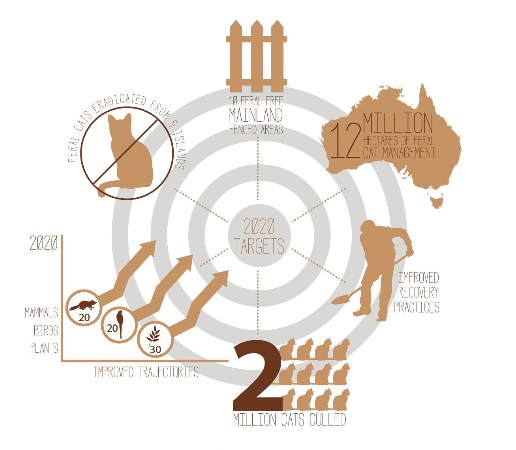 10 FERAL FREE
MAINLAND
FENCED AREAS
FERAL CATS ERADICATED FROM 5 ISLANDS
12 MILLION
HECTARES OF FERAL
CAT MANAGEMENT
2020
TARGETS
2020
MAMMALS
BIRDS
PLANTS
20
20
30
IMPROVED TRAJECTORIES
IMPROVED
RECOVERY
PRACTICES
2
MILLION CATS CULLED